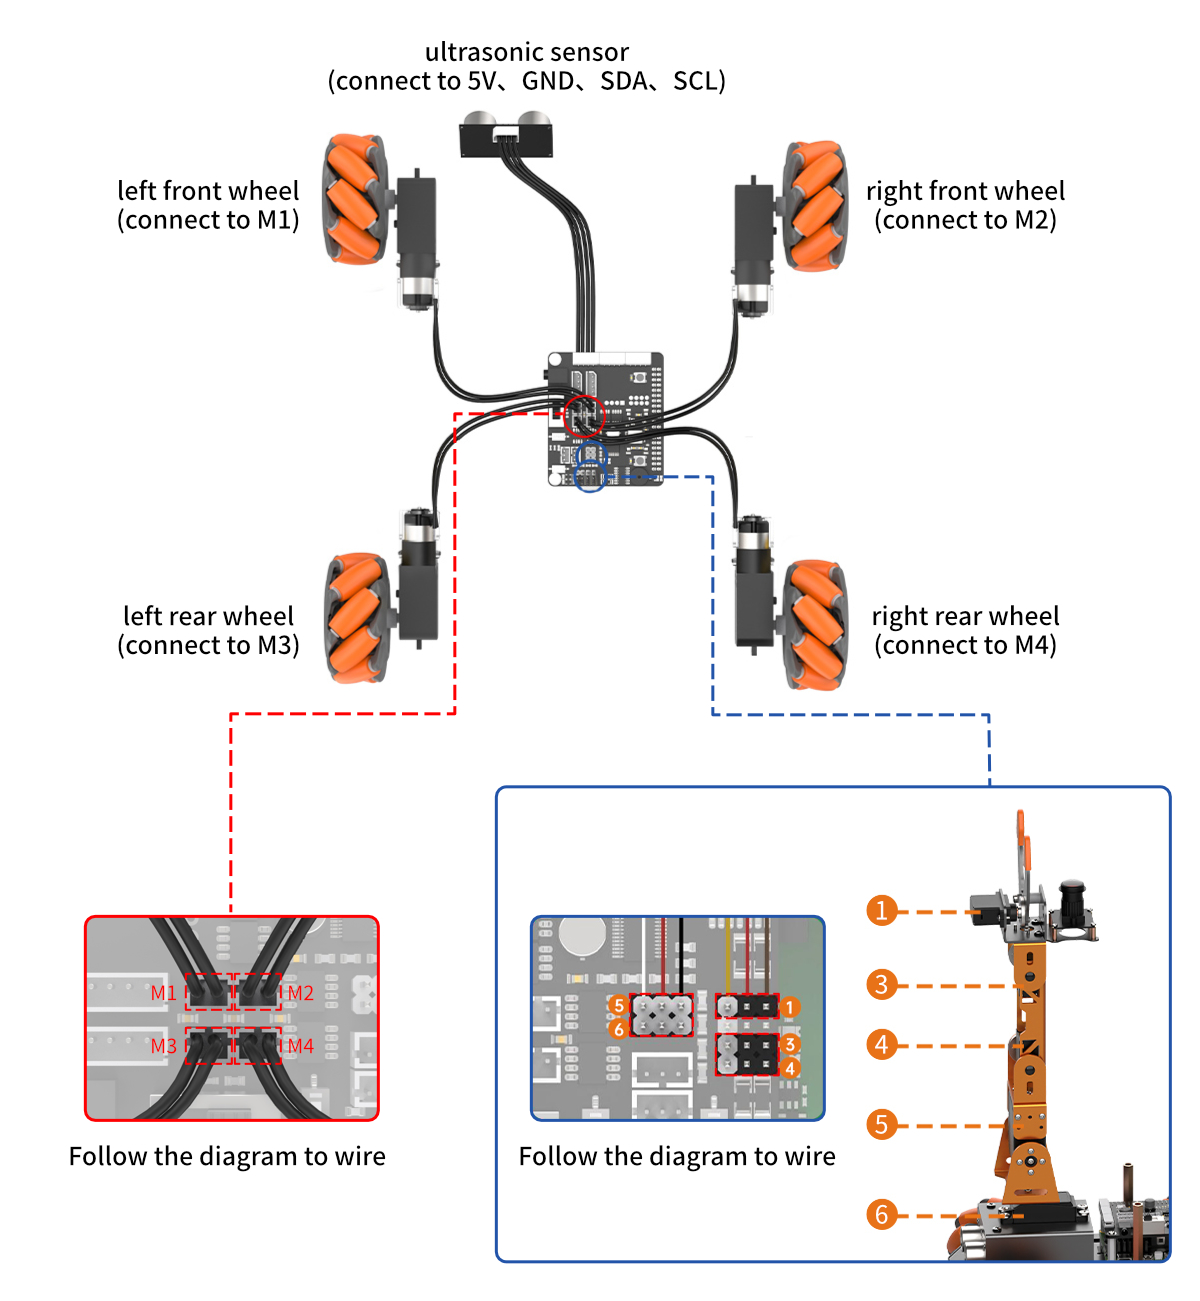 ultrasonic sensor
(connect to 5V、GND、SDA、SCL)
left front wheel
(connect to M1)
right front wheel
(connect to M2)
left rear wheel
(connect to M3)
right rear wheel
(connect to M4)
M1
M2
M3
M4
Follow the diagram to wire
5
6
1
3
4
Follow the diagram to wire
1
3
4
5
6